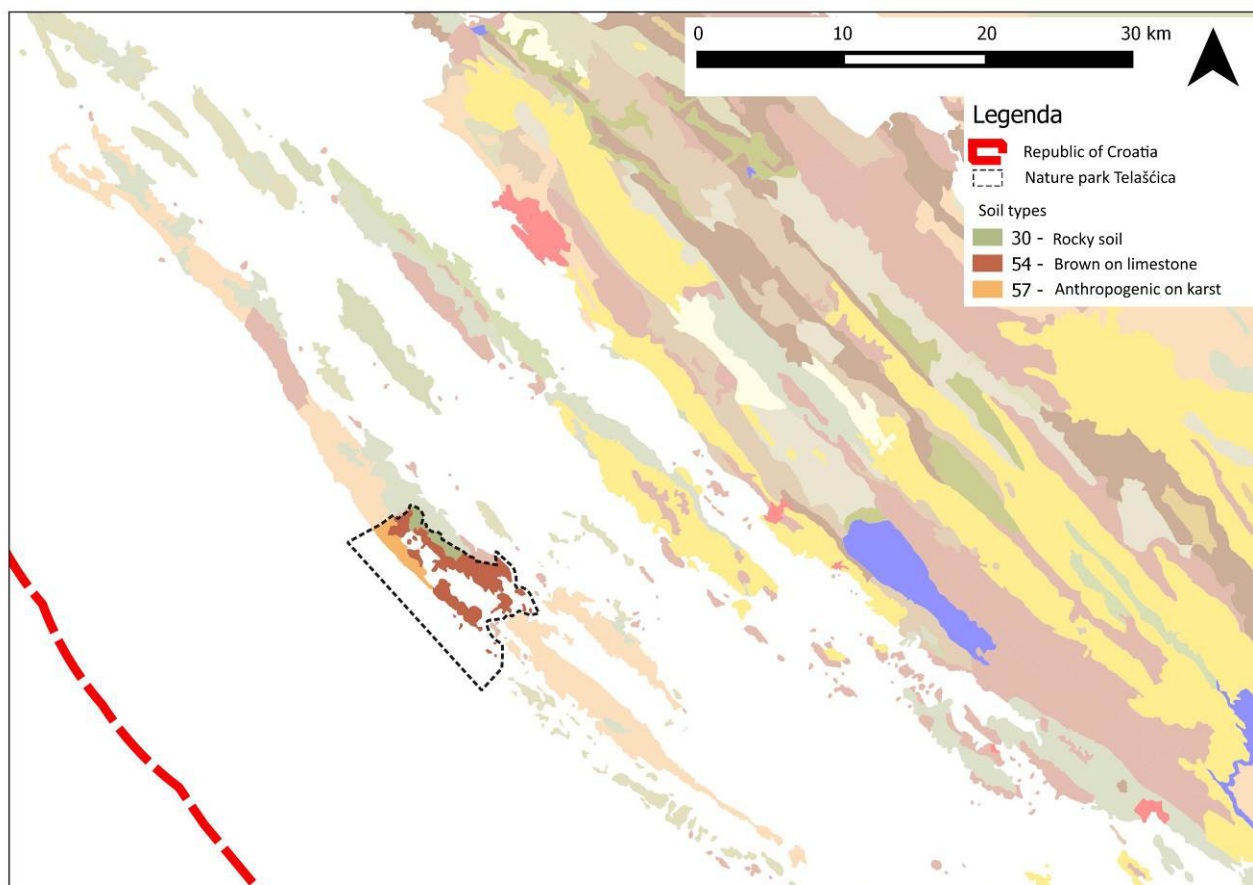 0 10 20 30 km
Legenda
Republic of Croatia
Nature park Telašćica
Soil types
30 - Rocky soil
54 - Brown on limestone
57 - Anthropogenic on karst